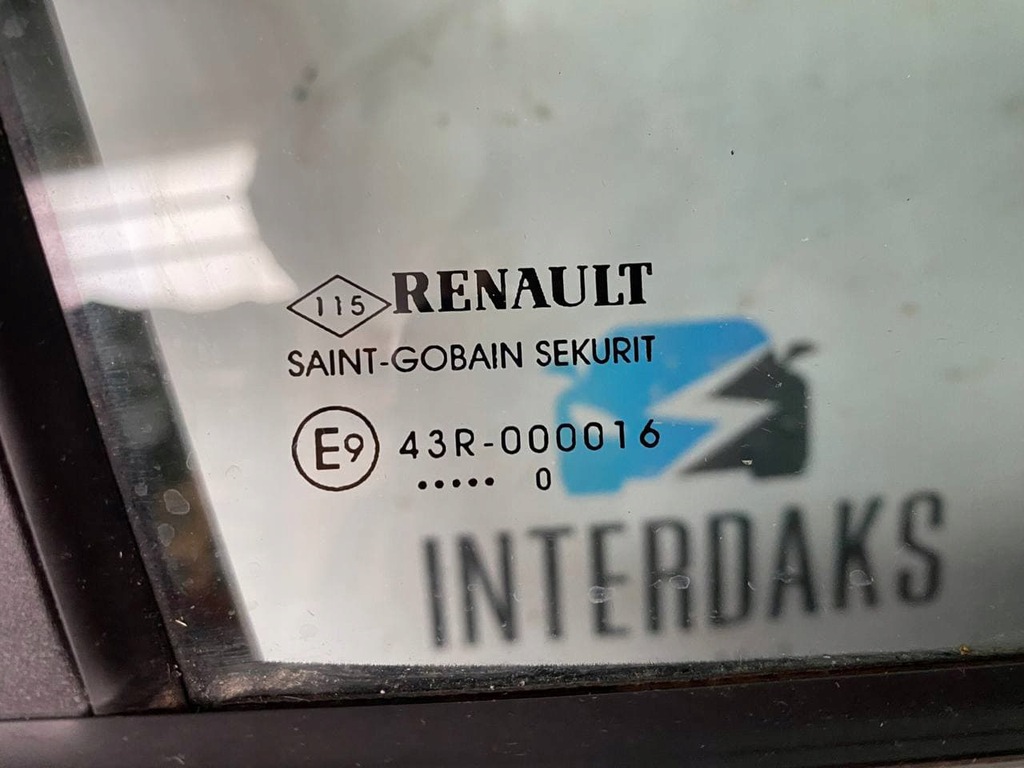 115 RENAULT
SAINT-GOBAIN SEKURIT
E9 43R-000016
..... 0
INTERDAKS